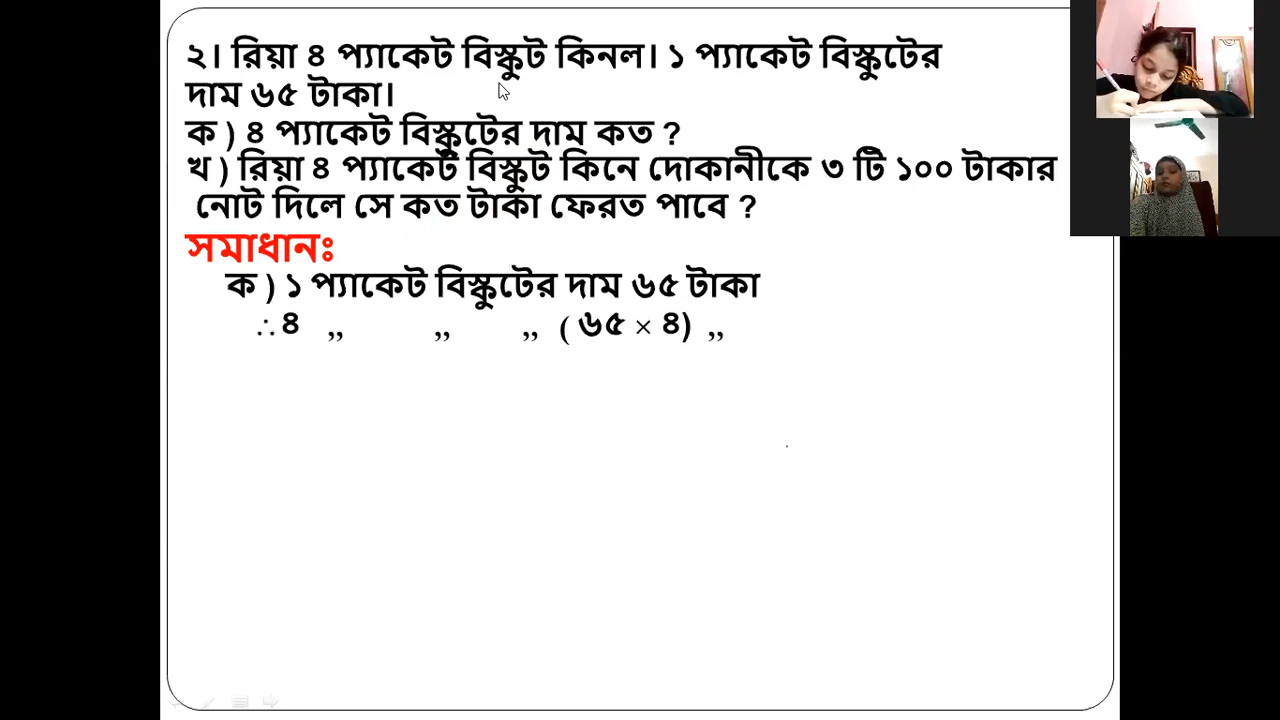 ২। রিয়া ৪ প্যাকেট বিস্কুট কিনল। ১ প্যাকেট বিস্কুটের
দাম ৬৫ টাকা।
ক ) ৪ প্যাকেট বিস্কুটের দাম কত ?
খ ) রিয়া ৪ প্যাকেট বিস্কুট কিনে দোকানীকে ৩ টি ১০০ টাকার
নোট দিলে সে কত টাকা ফেরত পাবে ?
সমাধানঃ
ক ) ১ প্যাকেট বিস্কুটের দাম ৬৫ টাকা
∴ ৪ ,, ,, ,, ( ৬৫ × ৪) ,,